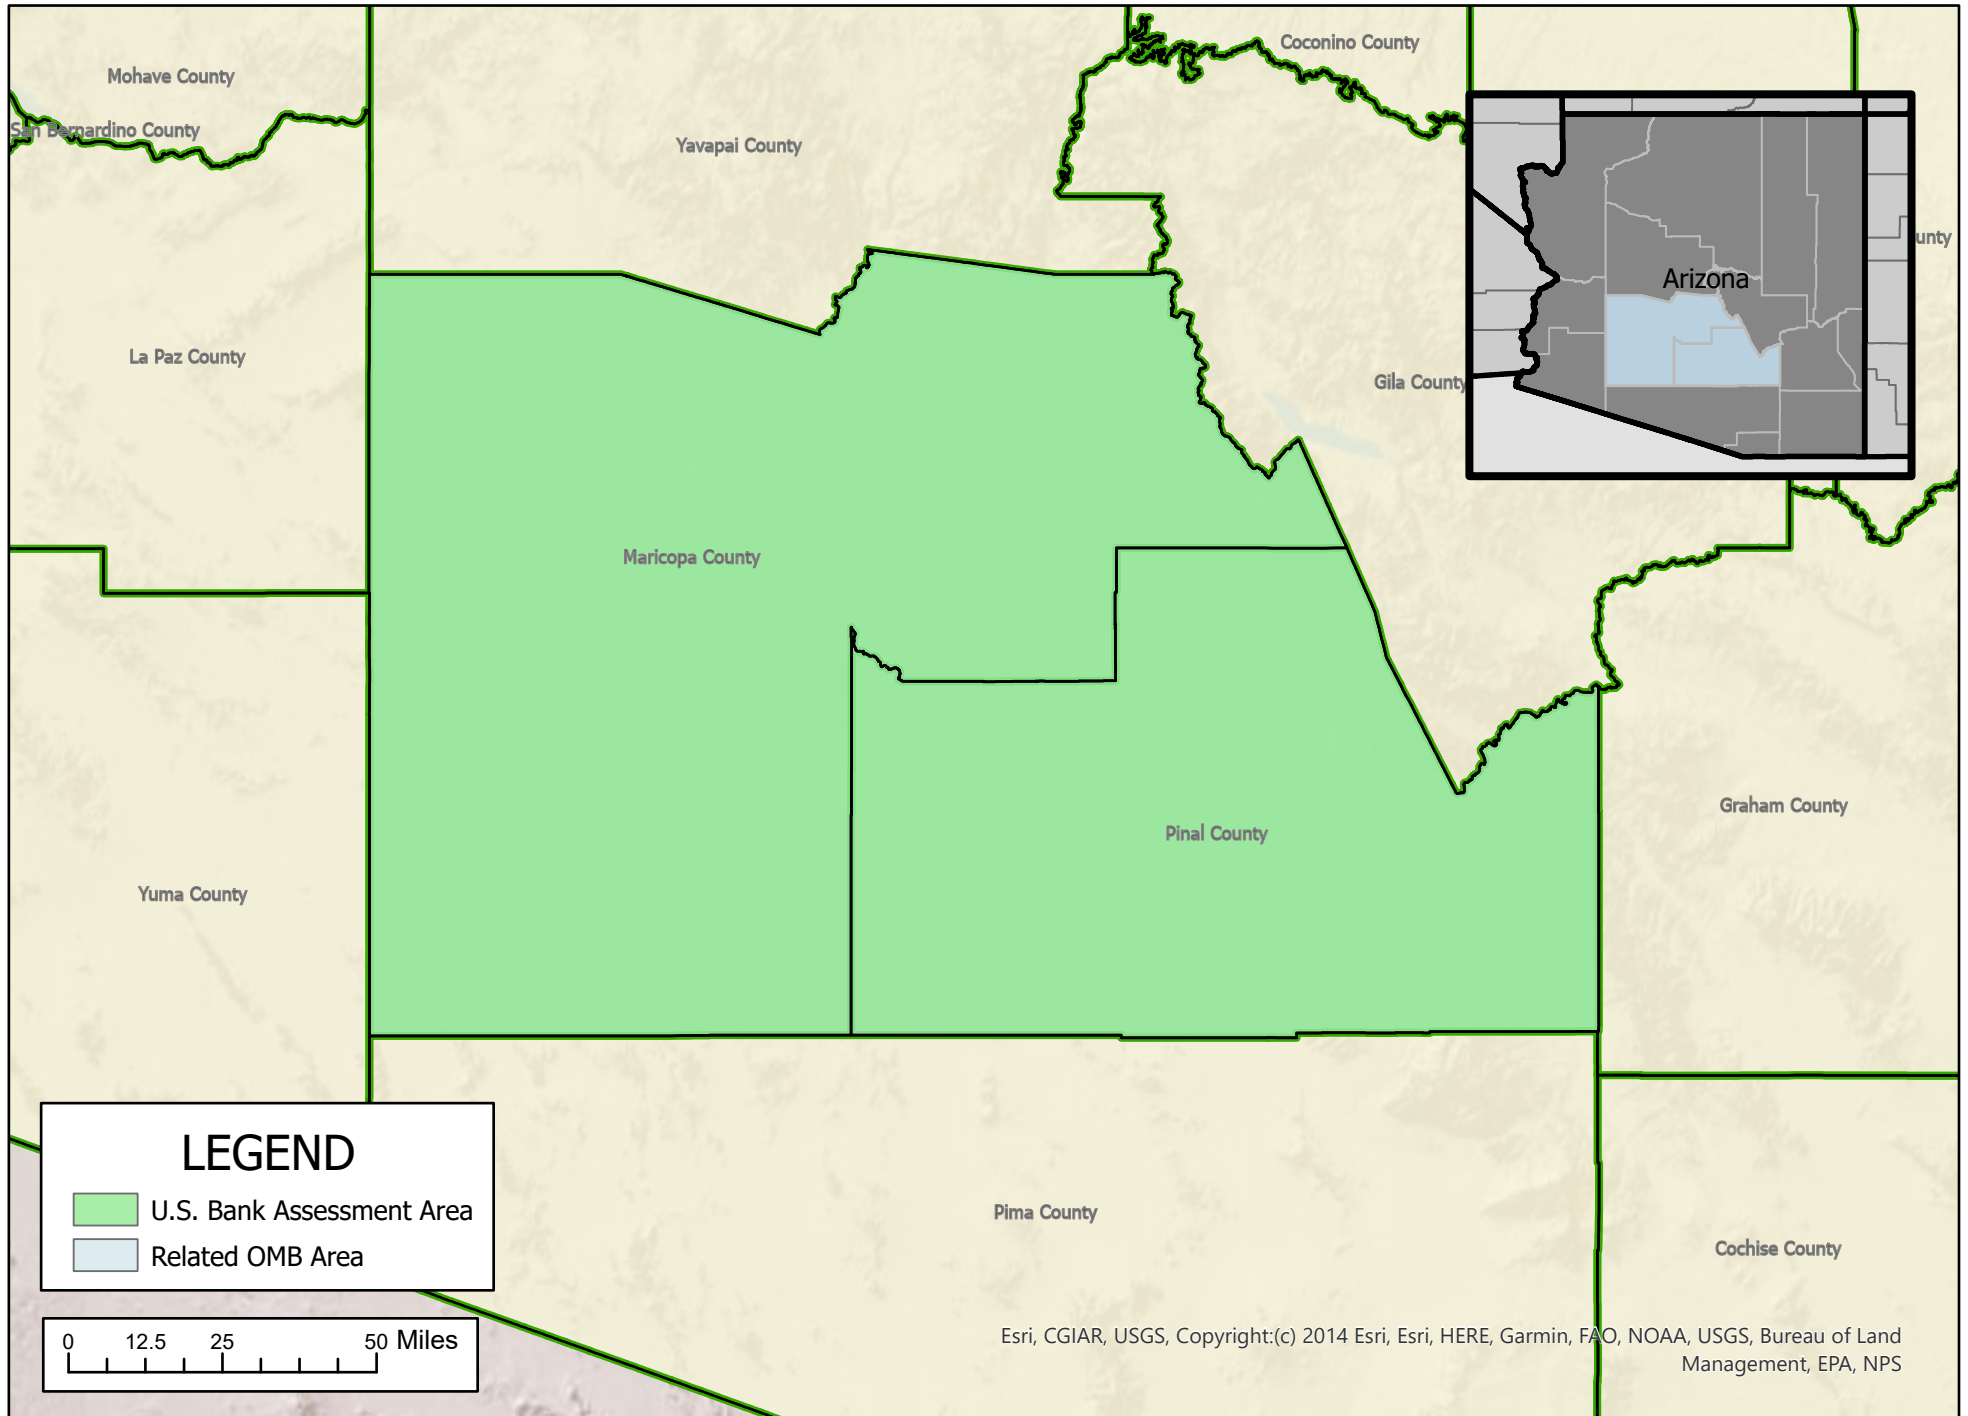 Coconino County
Mohave County
San Bernardino County
Yavapai County
unty
Arizona
La Paz County
Gila County
Maricopa County
Graham County
Pinal County
Yuma County
LEGEND
U.S. Bank Assessment Area
Related OMB Area
Pima County
Cochise County
0 12.5 25 50 Miles
Esri, CGIAR, USGS, Copyright:(c) 2014 Esri, Esri, HERE, Garmin, FAO, NOAA, USGS, Bureau of Land
Management, EPA, NPS